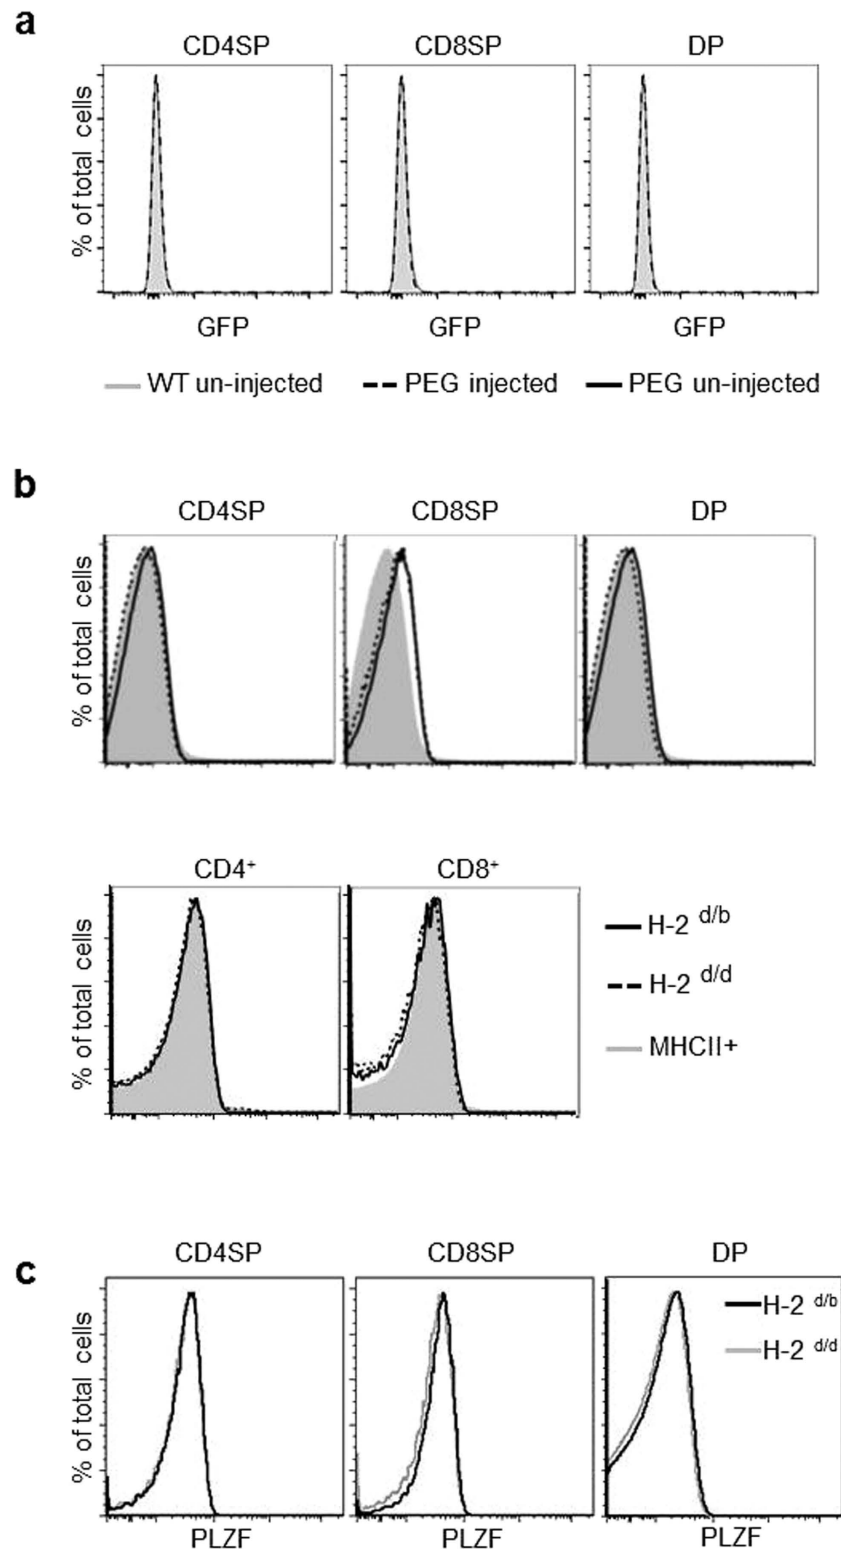 a
CD4SP CD8SP DP
% of total cells
GFP GFP GFP
WT un-injected PEG injected PEG un-injected
b
CD4SP CD8SP DP
% of total cells
CD4⁺ CD8⁺
% of total cells
H-2 d/b
H-2 d/d
MHCII+
c
CD4SP CD8SP DP
% of total cells
H-2 d/b
H-2 d/d
PLZF PLZF PLZF